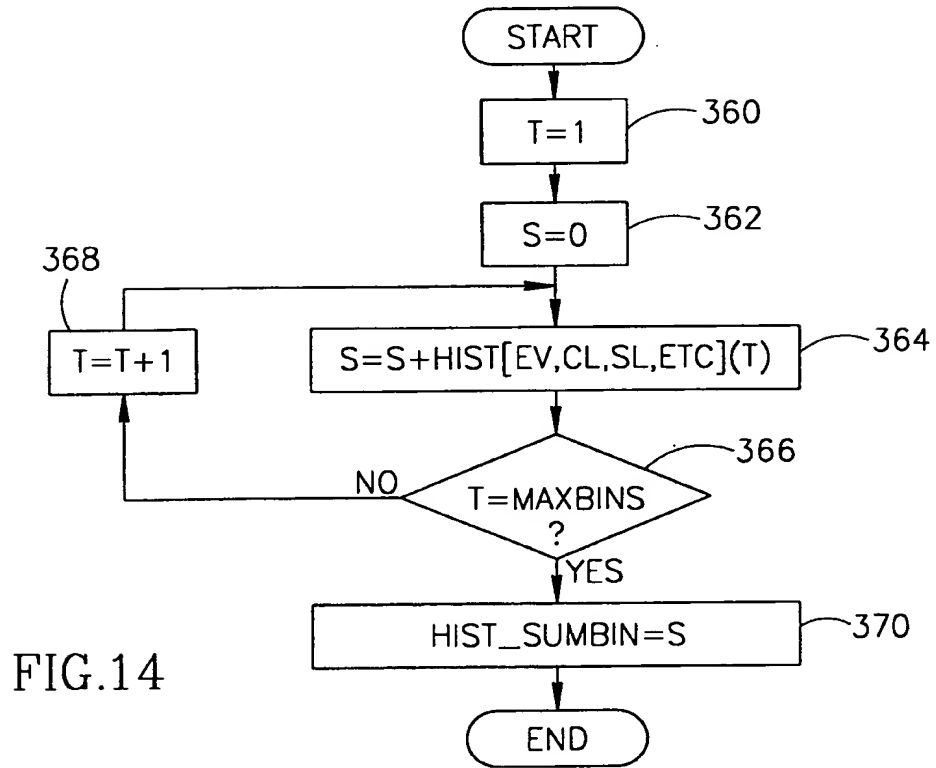 START
T=1
360
S=0
362
368
T=T+1
S=S+HIST[EV,CL,SL,ETC](T)
364
366
NO
T=MAXBINS
?
YES
HIST_SUMBIN=S
370
FIG.14
END